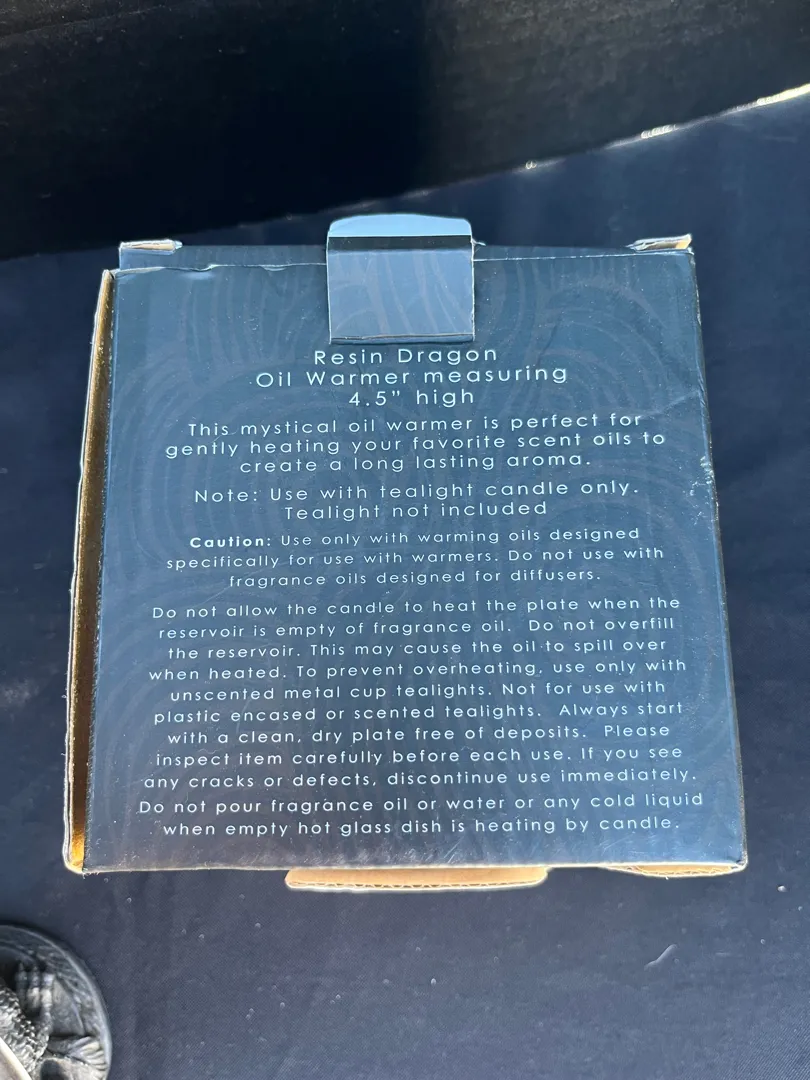 Resin Dragon
Oil Warmer measuring
4.5" high
This mystical oil warmer is perfect for
gently heating your favorite scent oils to
create a long lasting aroma.
Note: Use with tealight candle only.
Tealight not included
Caution: Use only with warming oils designed
specifically for use with warmers. Do not use with
fragrance oils designed for diffusers.
Do not allow the candle to heat the plate when the
reservoir is empty of fragrance oil. Do not overfill
the reservoir. This may cause the oil to spill over
when heated. To prevent overheating, use only with
unscented metal cup tealights. Not for use with
plastic encased or scented tealights. Always start
with a clean, dry plate free of deposits. Please
inspect item carefully before each use. If you see
any cracks or defects, discontinue use immediately.
Do not pour fragrance oil or water or any cold liquid
when empty hot glass dish is heating by candle.